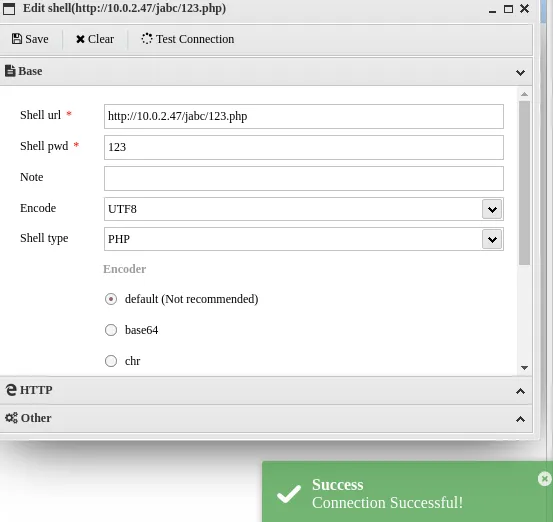 Edit shell(http://10.0.2.47/jabc/123.php)
Save Clear Test Connection
Base
Shell url * http://10.0.2.47/jabc/123.php
Shell pwd * 123
Note
Encode UTF8
Shell type PHP
Encoder
default (Not recommended)
base64
chr
HTTP
Other
Success
Connection Successful!